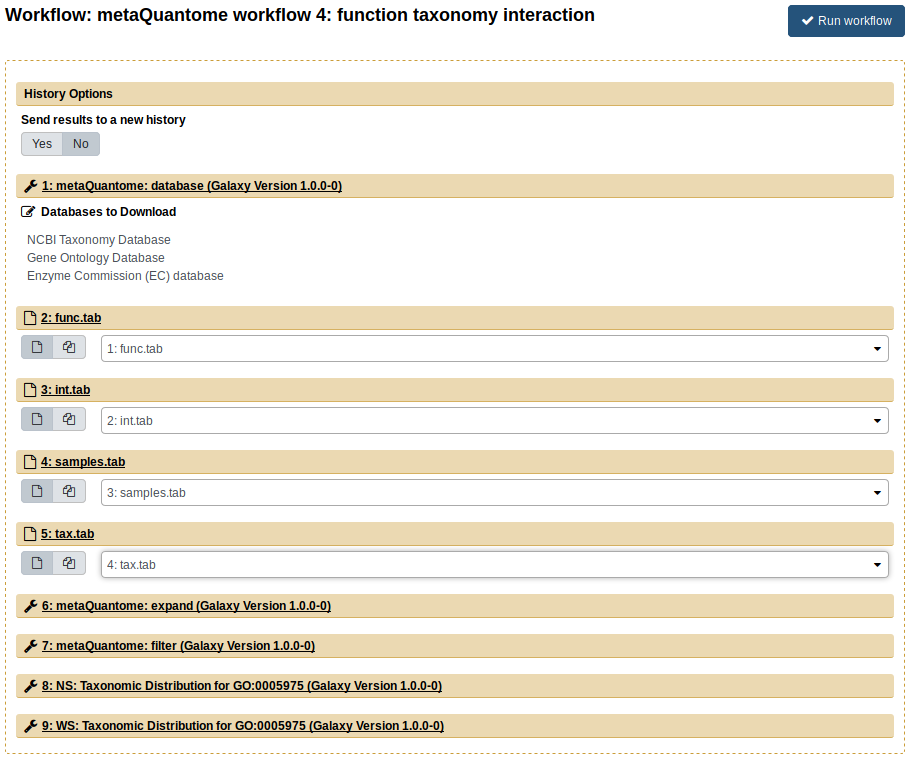 Workflow: metaQuantome workflow 4: function taxonomy interaction
Run workflow
History Options
Send results to a new history
Yes No
1: metaQuantome: database (Galaxy Version 1.0.0-0)
Databases to Download
NCBI Taxonomy Database
Gene Ontology Database
Enzyme Commission (EC) database
2: func.tab
1: func.tab
3: int.tab
2: int.tab
4: samples.tab
3: samples.tab
5: tax.tab
4: tax.tab
6: metaQuantome: expand (Galaxy Version 1.0.0-0)
7: metaQuantome: filter (Galaxy Version 1.0.0-0)
8: NS: Taxonomic Distribution for GO:0005975 (Galaxy Version 1.0.0-0)
9: WS: Taxonomic Distribution for GO:0005975 (Galaxy Version 1.0.0-0)